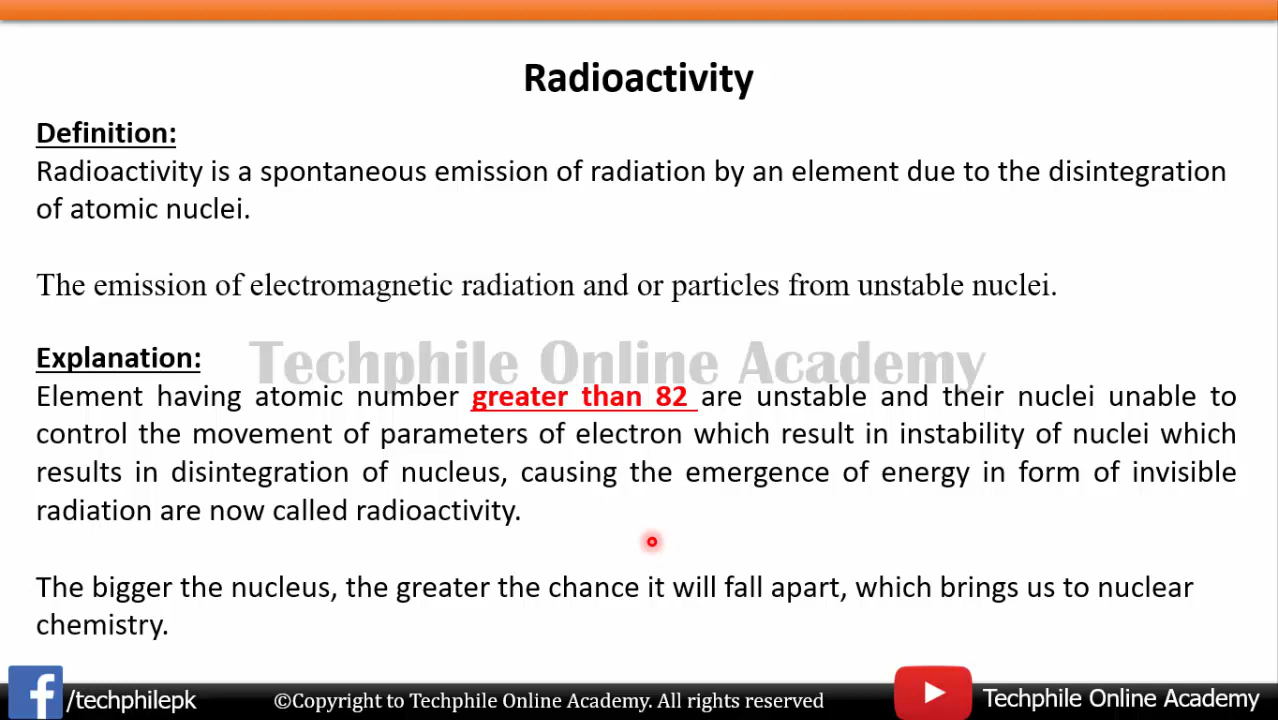 Radioactivity
Definition:
Radioactivity is a spontaneous emission of radiation by an element due to the disintegration
of atomic nuclei.
The emission of electromagnetic radiation and or particles from unstable nuclei.
Explanation:
Techphile Online Academy
Element having atomic number greater than 82 are unstable and their nuclei unable to
control the movement of parameters of electron which result in instability of nuclei which
results in disintegration of nucleus, causing the emergence of energy in form of invisible
radiation are now called radioactivity.
The bigger the nucleus, the greater the chance it will fall apart, which brings us to nuclear
chemistry.
f /techphilepk
©Copyright to Techphile Online Academy. All rights reserved
Techphile Online Academy